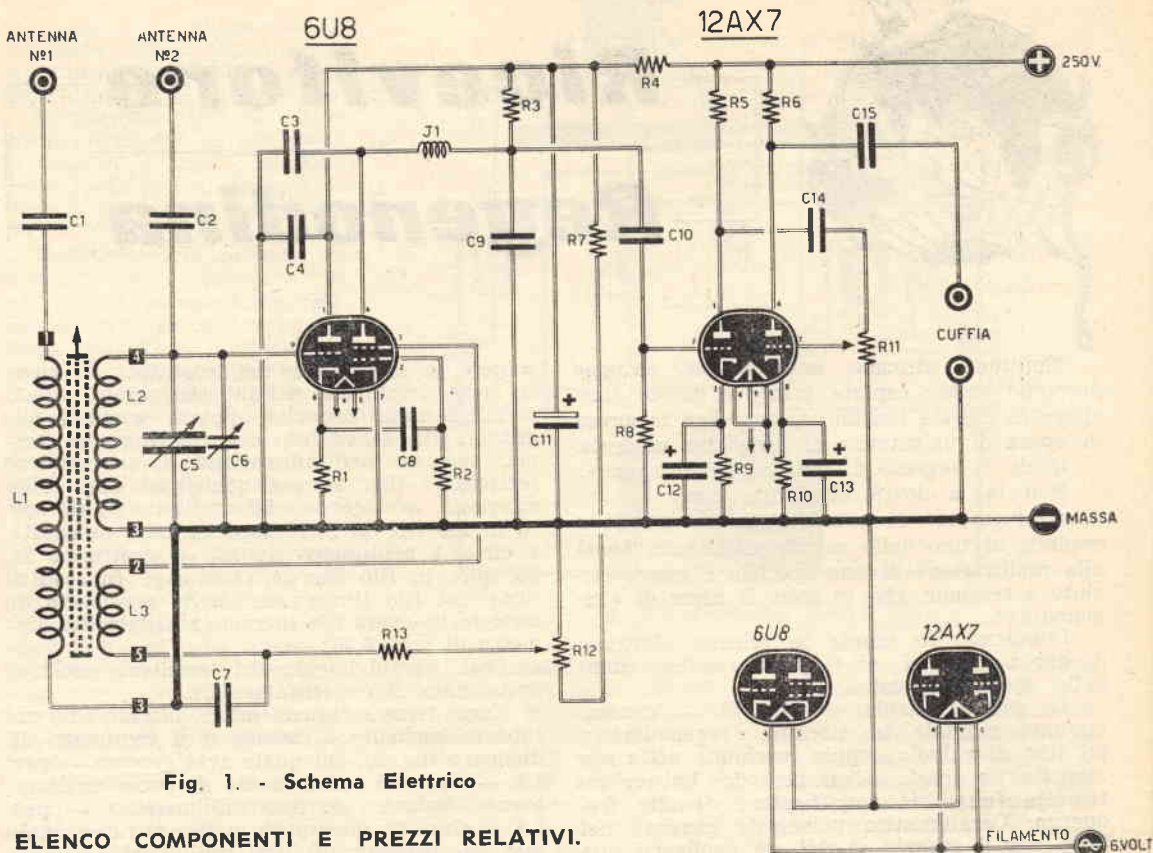 6U8
12AX7
ANTENNA
Nº1
ANTENNA
Nº2
250 V.
R4
R3
R5
R6
C15
C3
J1
C1
C2
C4
C9
R7
C10
C14
1
4
R11
CUFFIA
L2
C5
C6
C11
R8
C8
R1
R2
C12
R9
R10
C13
L1
3
MASSA
2
L3
5
R13
R12
6U8
12AX7
3
C7
Fig. 1. - Schema Elettrico
FILAMENTO
6.VOLT
ELENCO COMPONENTI E PREZZI RELATIVI.